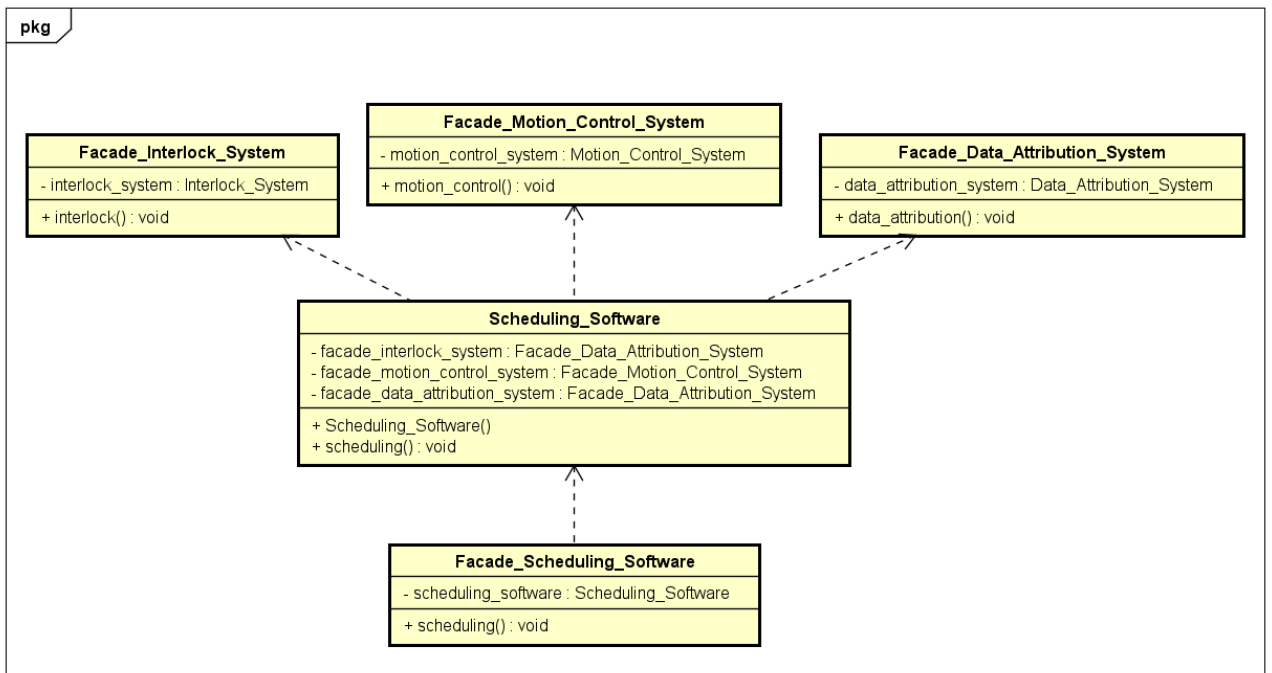 pkg
Facade_Interlock_System
- interlock_system : Interlock_System
+ interlock() : void
Facade_Motion_Control_System
- motion_control_system : Motion_Control_System
+ motion_control() : void
Facade_Data_Attribution_System
- data_attribution_system : Data_Attribution_System
+ data_attribution() : void
Scheduling_Software
- facade_interlock_system : Facade_Data_Attribution_System
- facade_motion_control_system : Facade_Motion_Control_System
- facade_data_attribution_system : Facade_Data_Attribution_System
+ Scheduling_Software()
+ scheduling() : void
Facade_Scheduling_Software
- scheduling_software : Scheduling_Software
+ scheduling() : void